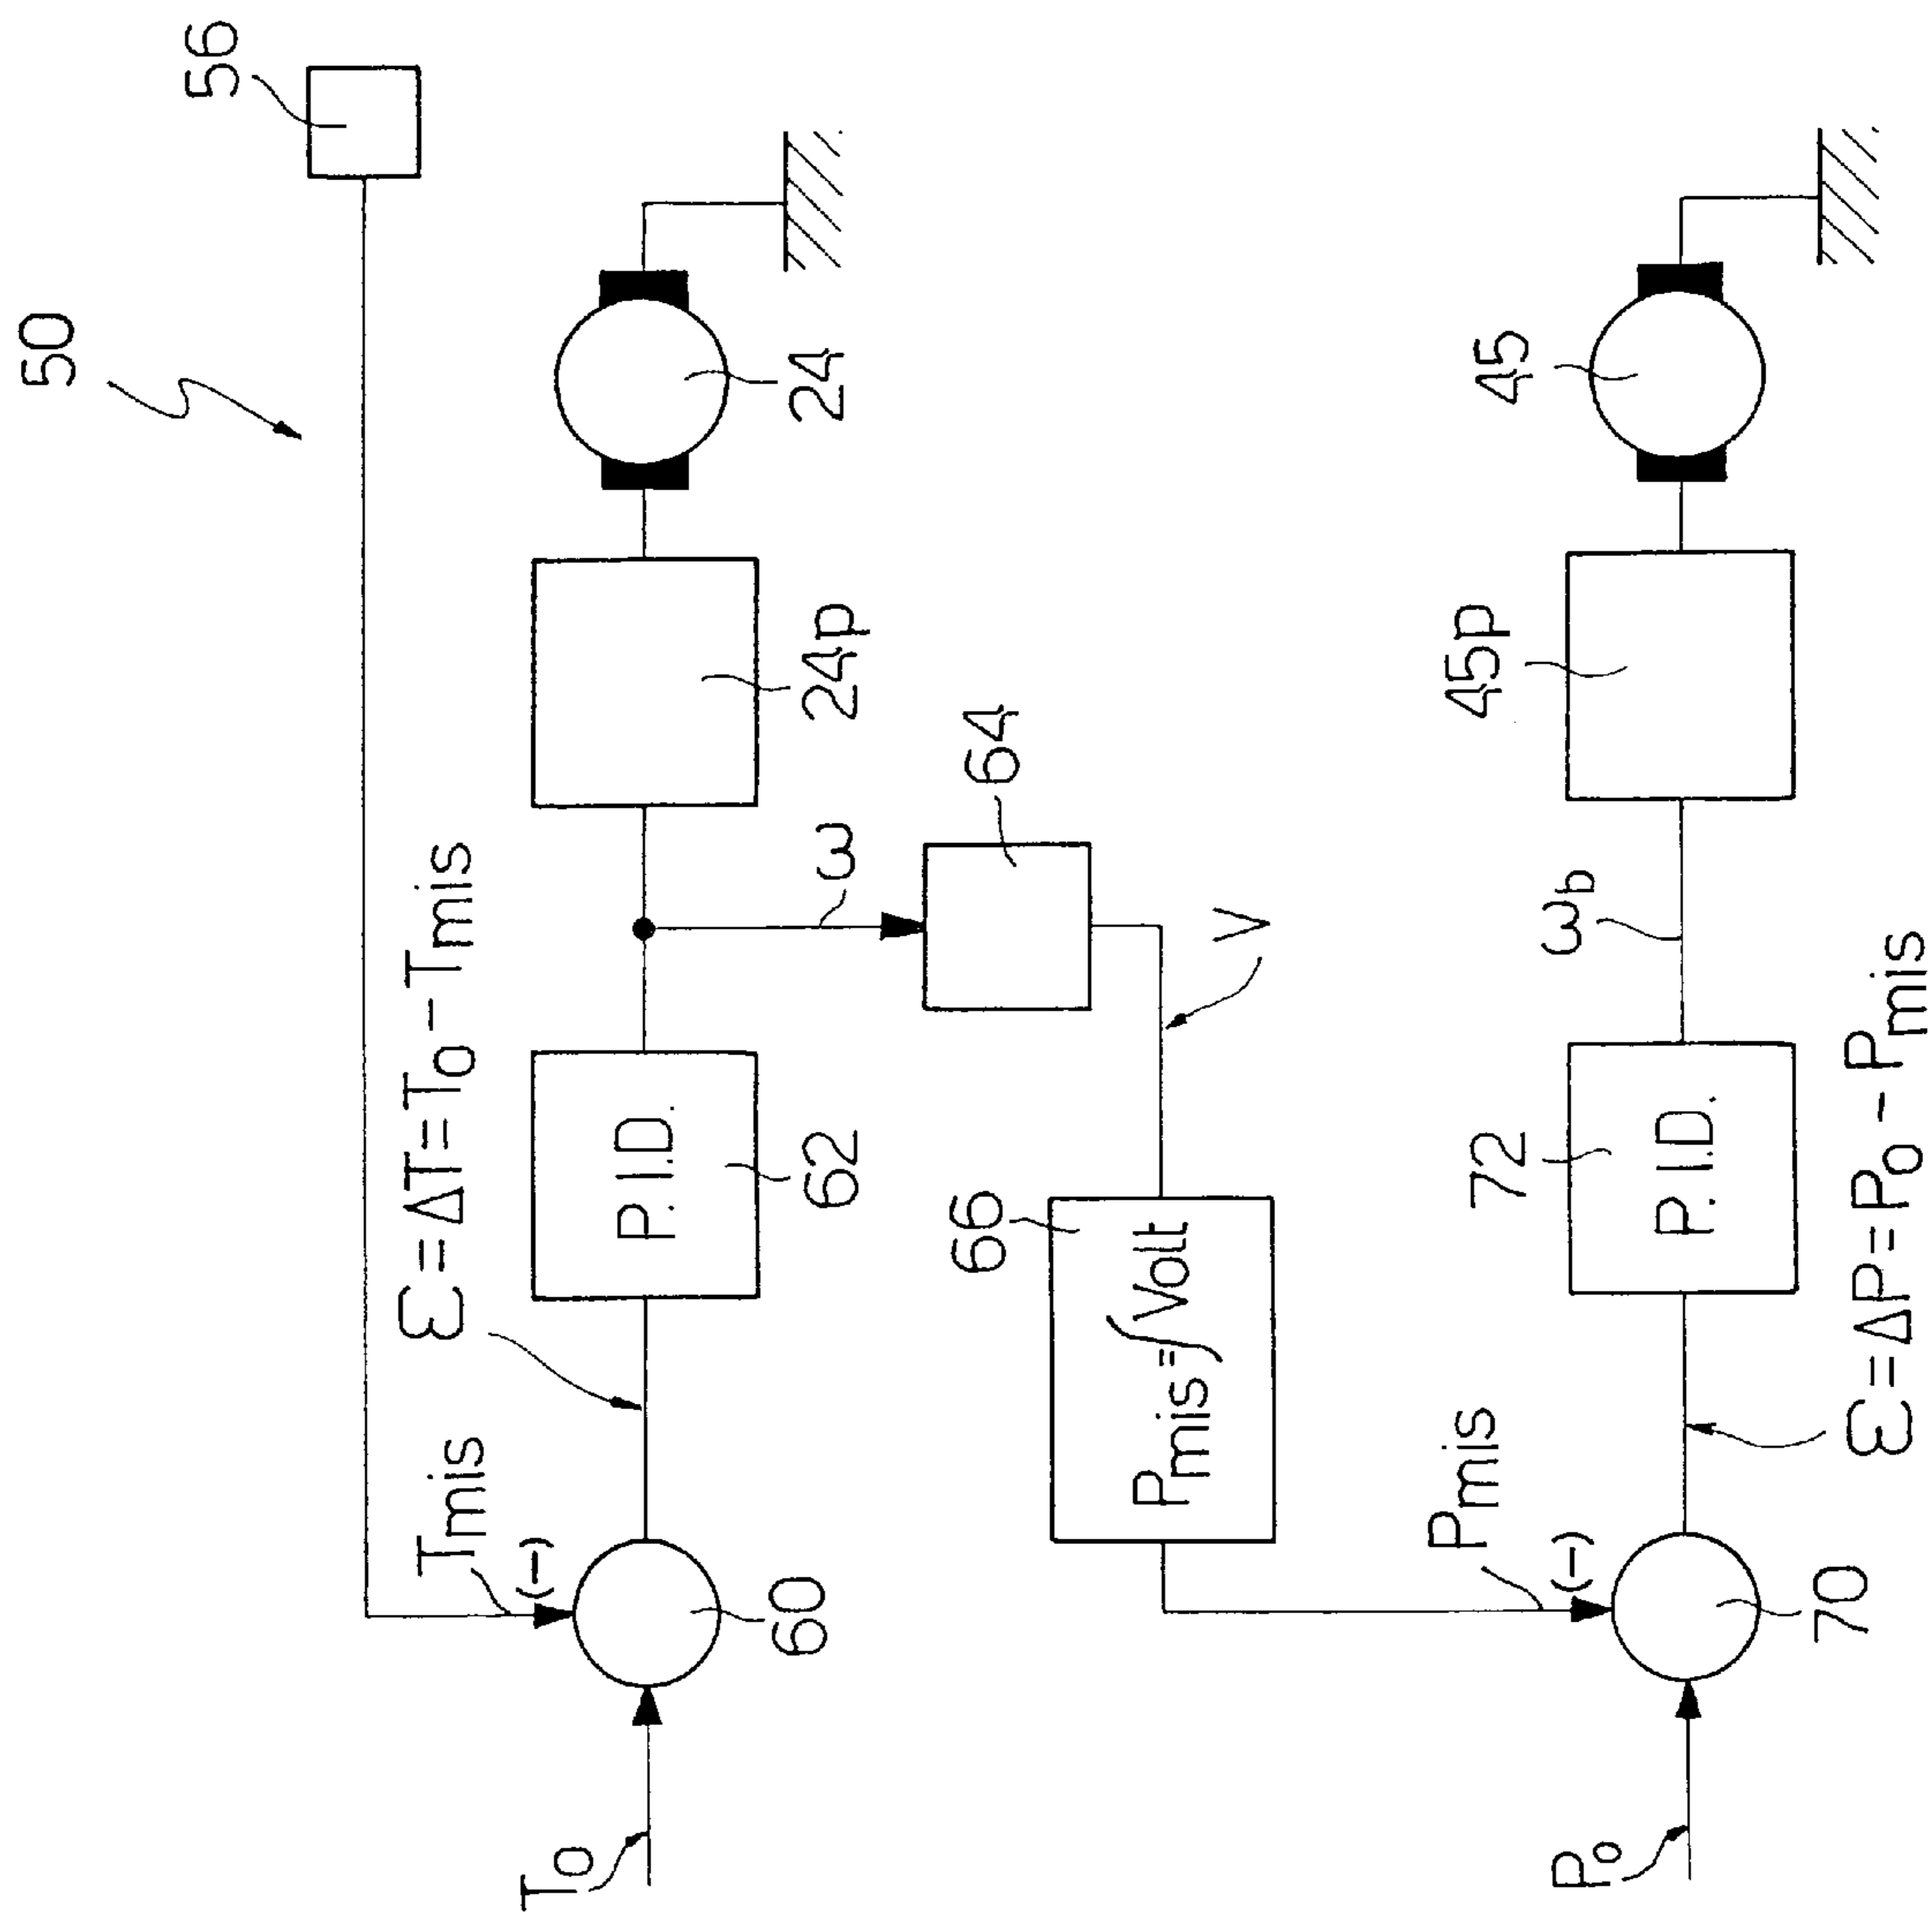 50
56
Tmis
ε=ΔT=To-Tmis
(-)
To
P.I.D.
60
62
24p
24
ω
66
64
Pmis=∫Volt
V
Pmis
72
45p
45
ωb
(-)
Po
P.I.D.
70
ε=ΔP=Po-Pmis